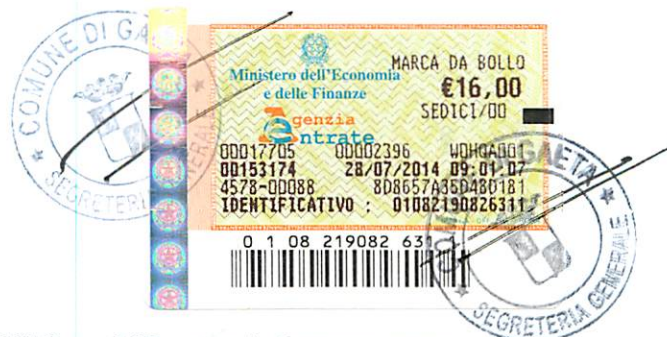 COMUNE DI GA
SEGRETERIA GENERALE
Ministero dell'Economia
e delle Finanze
MARCA DA BOLLO
€16,00
SEDICI/00
Agenzia
Entrate
00017705 00002396 W0HQA001
00153174 28/07/2014 09:01:07
4578-00088 8D8657A35D480181
IDENTIFICATIVO : 01082190826311
0 1 08 219082 631 1
GAETA
SEGRETERIA GENERALE